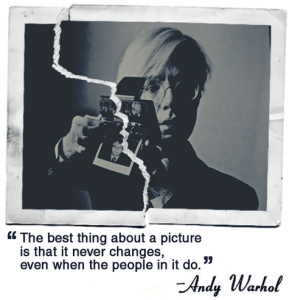 “ The best thing about a picture
is that it never changes,
even when the people in it do.”
-Andy Warhol